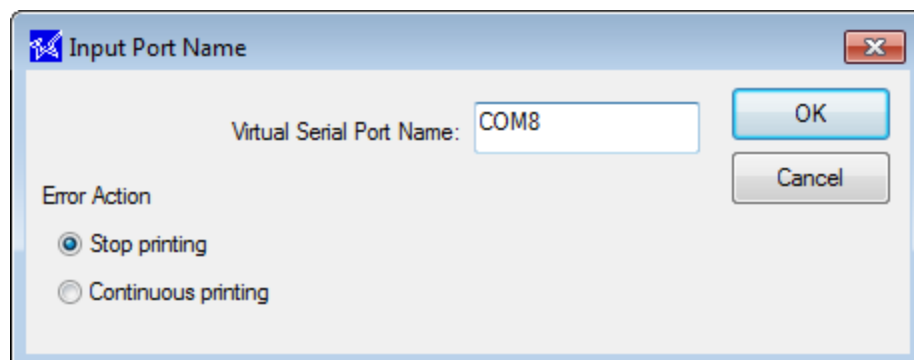 Input Port Name
Virtual Serial Port Name: COM8
OK
Cancel
Error Action
Stop printing
Continuous printing